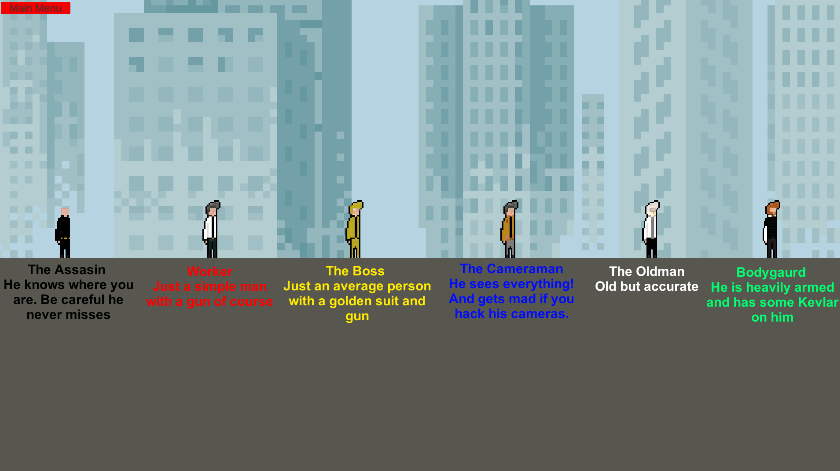 Main Menu
The Assasin
He knows where you
are. Be careful he
never misses
Worker
Just a simple man
with a gun of course
The Boss
Just an average person
with a golden suit and
gun
The Cameraman
He sees everything!
And gets mad if you
hack his cameras.
The Oldman
Old but accurate
Bodygaurd
He is heavily armed
and has some Kevlar
on him